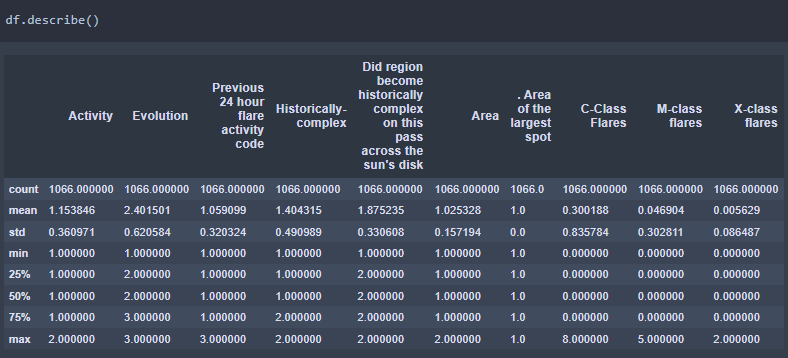 df.describe()
Activity Evolution Previous 24 hour flare activity code Historically-complex Did region become historically complex on this pass across the sun's disk Area . Area of the largest spot C-Class Flares M-class flares X-class flares
count 1066.000000 1066.000000 1066.000000 1066.000000 1066.000000 1066.000000 1066.0 1066.000000 1066.000000 1066.000000
mean 1.153846 2.401501 1.059099 1.404315 1.875235 1.025328 1.0 0.300188 0.046904 0.005629
std 0.360971 0.620584 0.320324 0.490989 0.330608 0.157194 0.0 0.835784 0.302811 0.086487
min 1.000000 1.000000 1.000000 1.000000 1.000000 1.000000 1.0 0.000000 0.000000 0.000000
25% 1.000000 2.000000 1.000000 1.000000 2.000000 1.000000 1.0 0.000000 0.000000 0.000000
50% 1.000000 2.000000 1.000000 1.000000 2.000000 1.000000 1.0 0.000000 0.000000 0.000000
75% 1.000000 3.000000 1.000000 2.000000 2.000000 1.000000 1.0 0.000000 0.000000 0.000000
max 2.000000 3.000000 3.000000 2.000000 2.000000 2.000000 1.0 8.000000 5.000000 2.000000